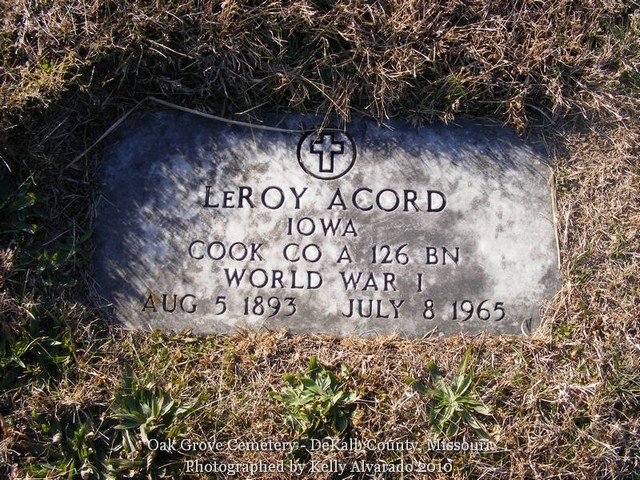 LeROY ACORD
IOWA
COOK CO A 126 BN
WORLD WAR I
AUG 5 1893 JULY 8 1965
Oak Grove Cemetery - DeKalb County, Missouri
Photographed by Kelly Alvarado 2010